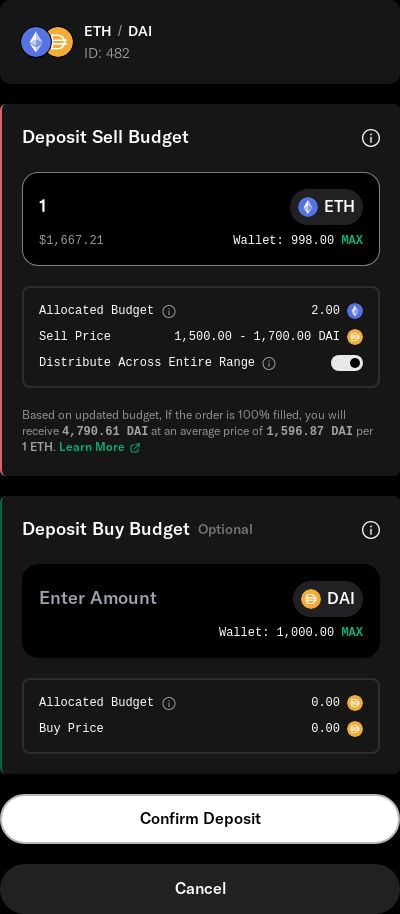 ETH / DAI
ID: 482
Deposit Sell Budget
1
ETH
$1,667.21
Wallet: 998.00 MAX
Allocated Budget
2.00
Sell Price
1,500.00 - 1,700.00 DAI
Distribute Across Entire Range
Based on updated budget, If the order is 100% filled, you will
receive 4,790.61 DAI at an average price of 1,596.87 DAI per
1 ETH. Learn More
Deposit Buy Budget Optional
Enter Amount
DAI
Wallet: 1,000.00 MAX
Allocated Budget
0.00
Buy Price
0.00
Confirm Deposit
Cancel